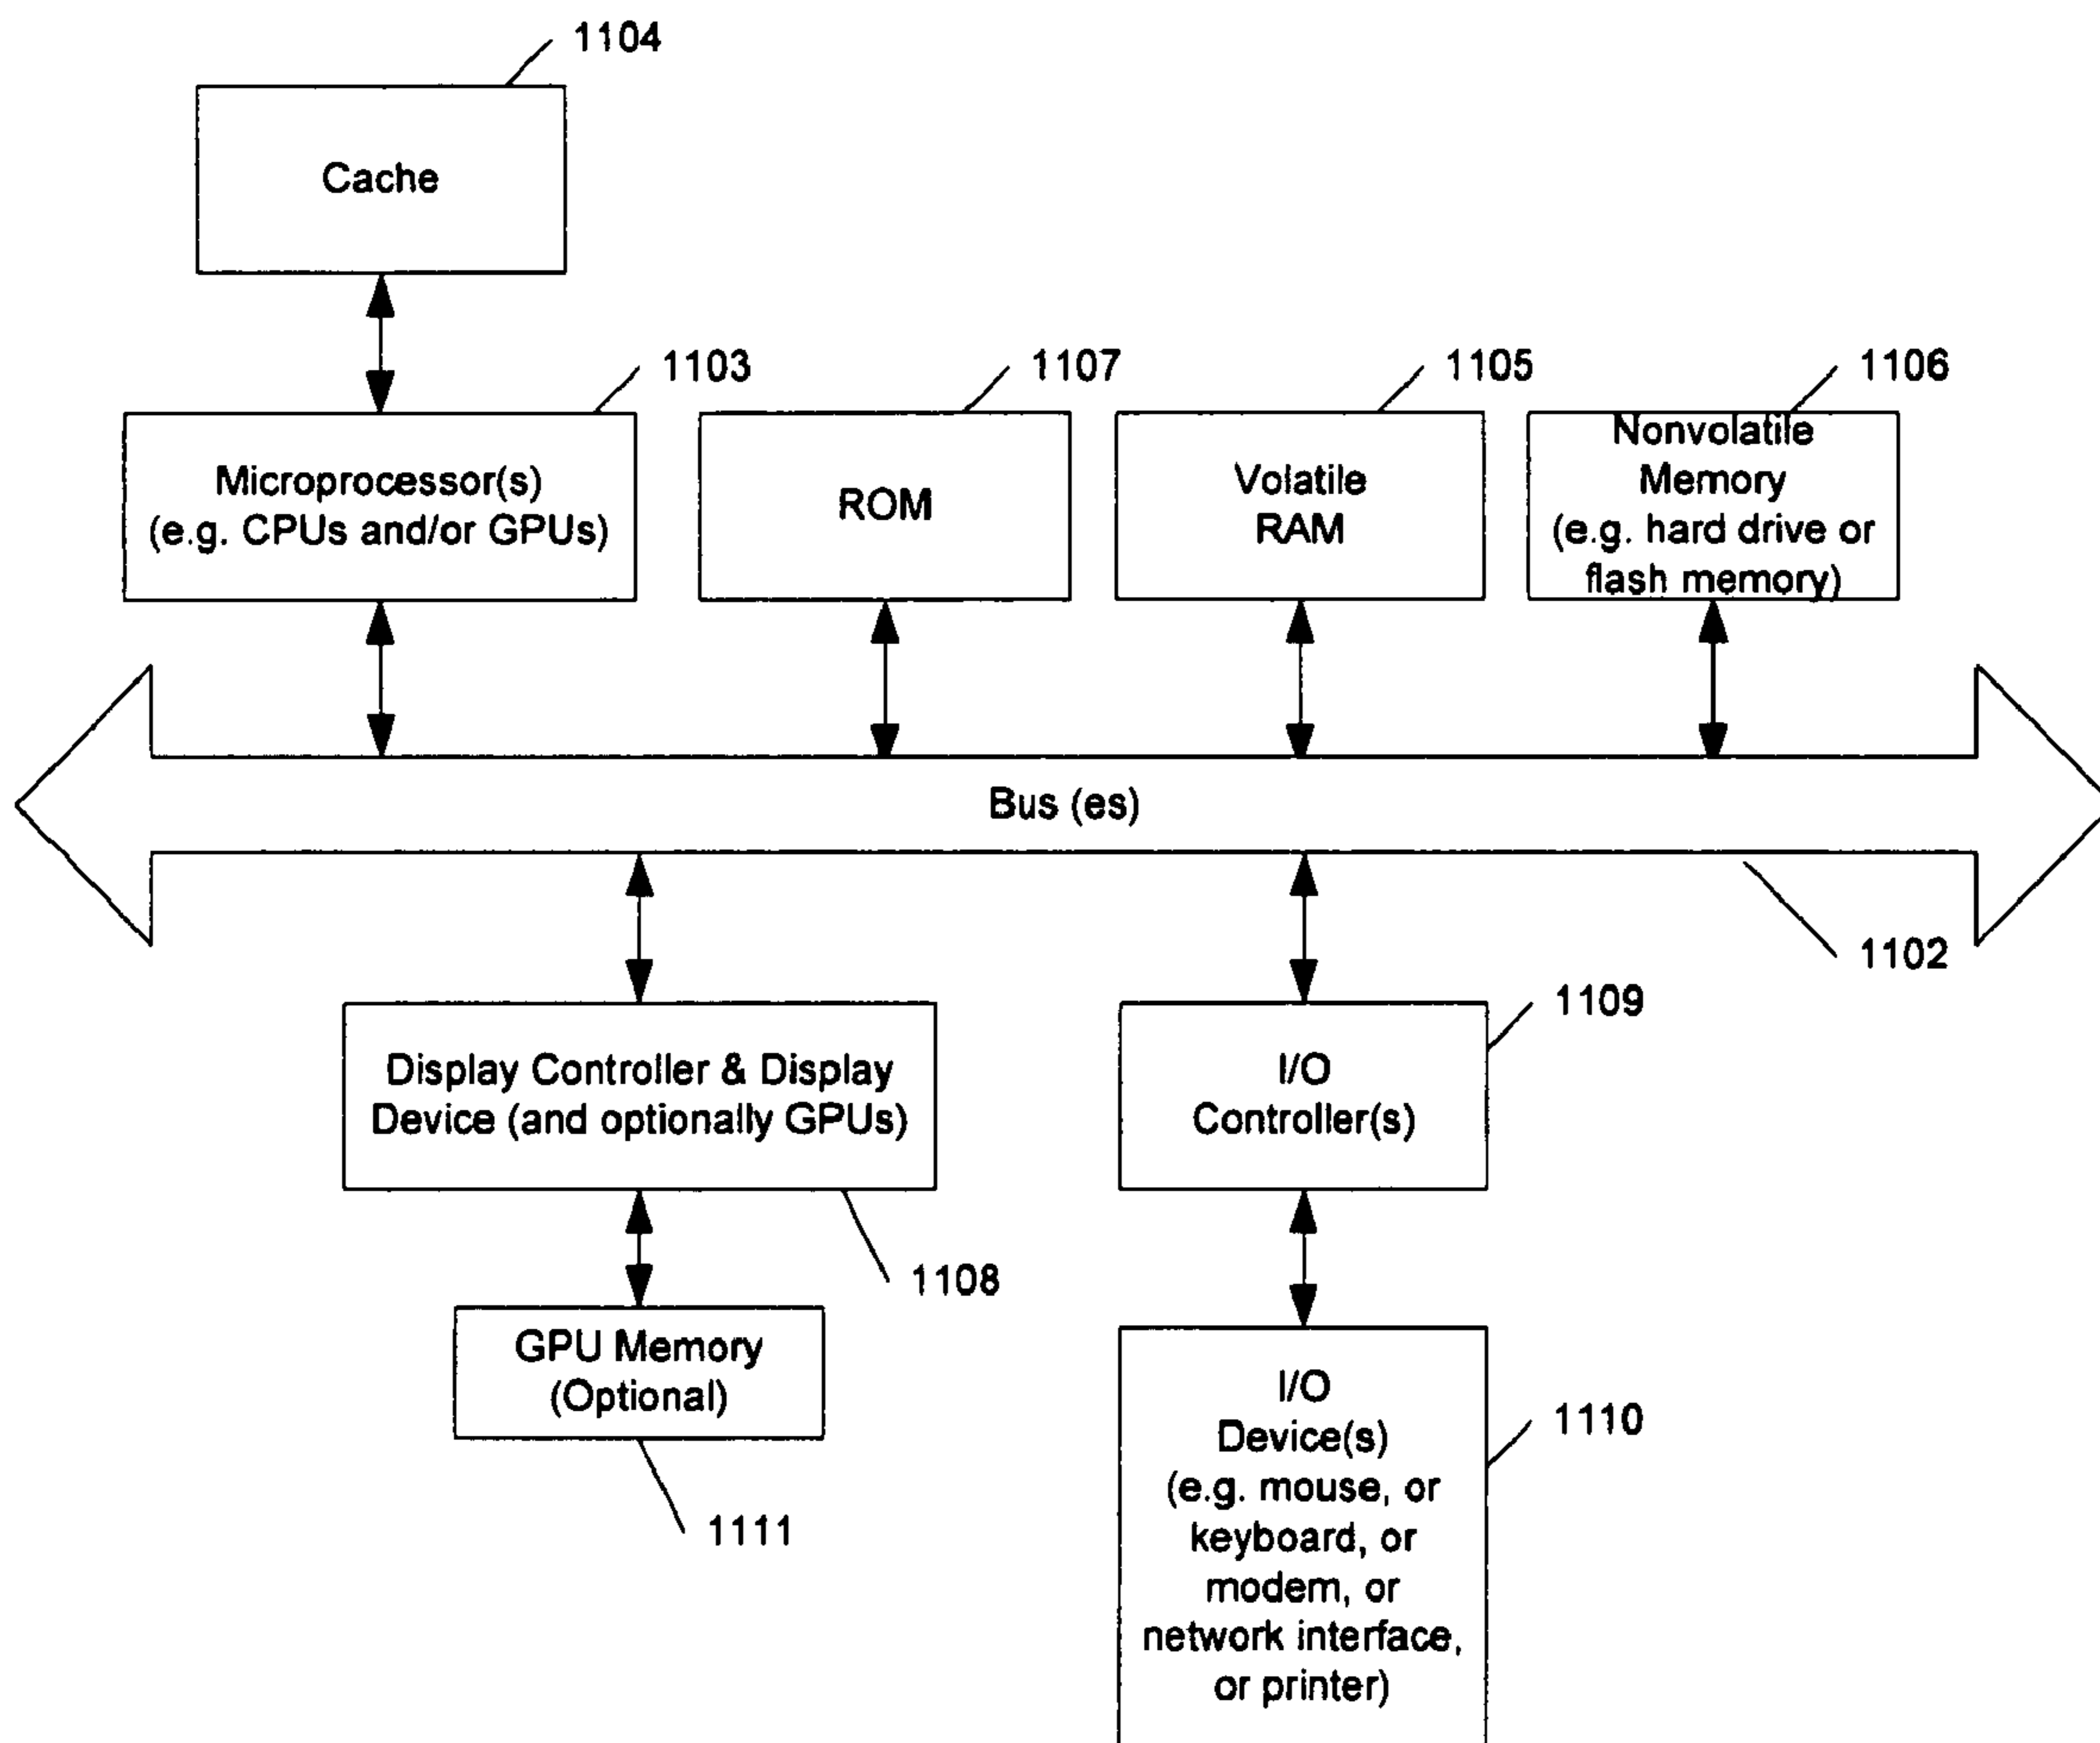 1104
Cache
1103
1107
1105
1106
Microprocessor(s)
(e.g. CPUs and/or GPUs)
ROM
Volatile
RAM
Nonvolatile
Memory
(e.g. hard drive or
flash memory)
Bus (es)
1102
Display Controller & Display
Device (and optionally GPUs)
1108
I/O
Controller(s)
1109
GPU Memory
(Optional)
1111
I/O
Device(s)
(e.g. mouse, or
keyboard, or
modem, or
network interface,
or printer)
1110